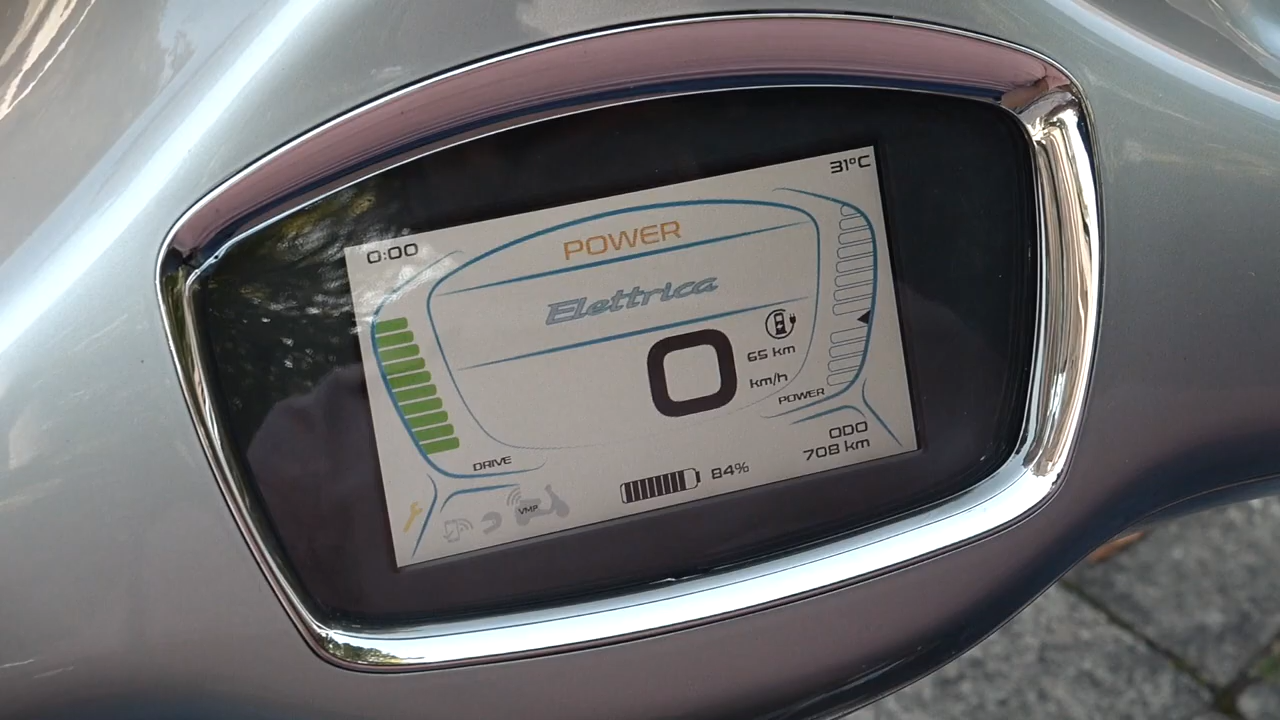 0:00
31°C
POWER
Elettrica
65 km
0
km/h
POWER
DRIVE
ODO
708 km
84%
VMP